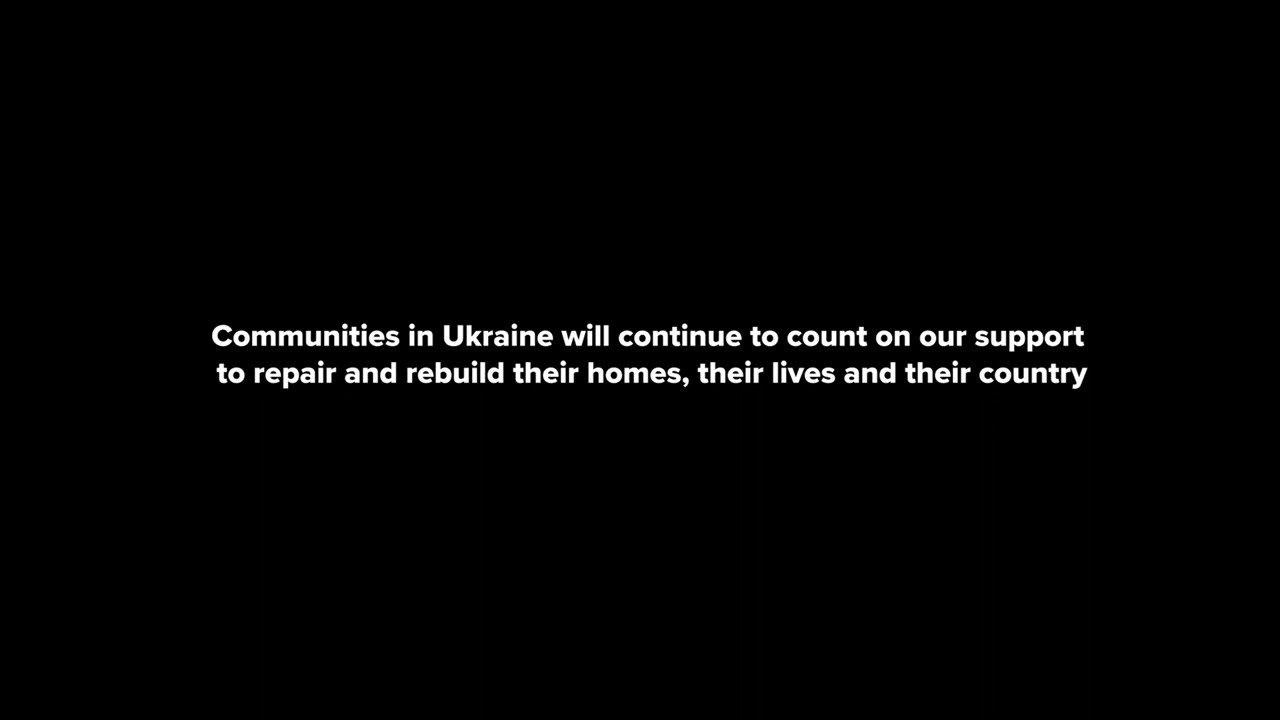 Communities in Ukraine will continue to count on our support
to repair and rebuild their homes, their lives and their country